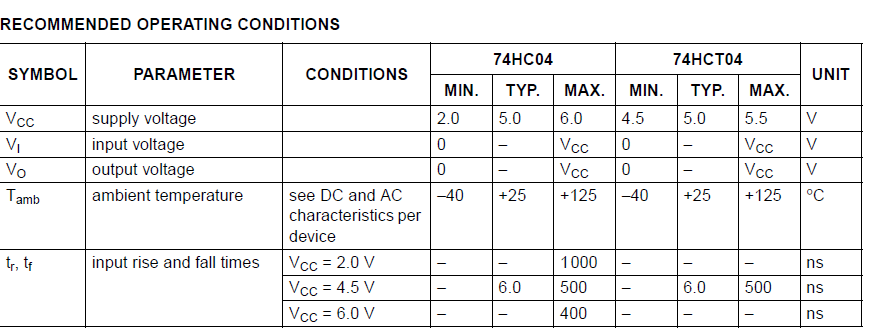 RECOMMENDED OPERATING CONDITIONS
SYMBOL PARAMETER CONDITIONS 74HC04 74HCT04 UNIT
MIN. TYP. MAX. MIN. TYP. MAX.
VCC supply voltage 2.0 5.0 6.0 4.5 5.0 5.5 V
VI input voltage 0 – VCC 0 – VCC V
VO output voltage 0 – VCC 0 – VCC V
Tamb ambient temperature see DC and AC –40 +25 +125 –40 +25 +125 °C
characteristics per
device
tr, tf input rise and fall times VCC = 2.0 V – – 1000 – – – ns
VCC = 4.5 V – 6.0 500 – 6.0 500 ns
VCC = 6.0 V – – 400 – – – ns